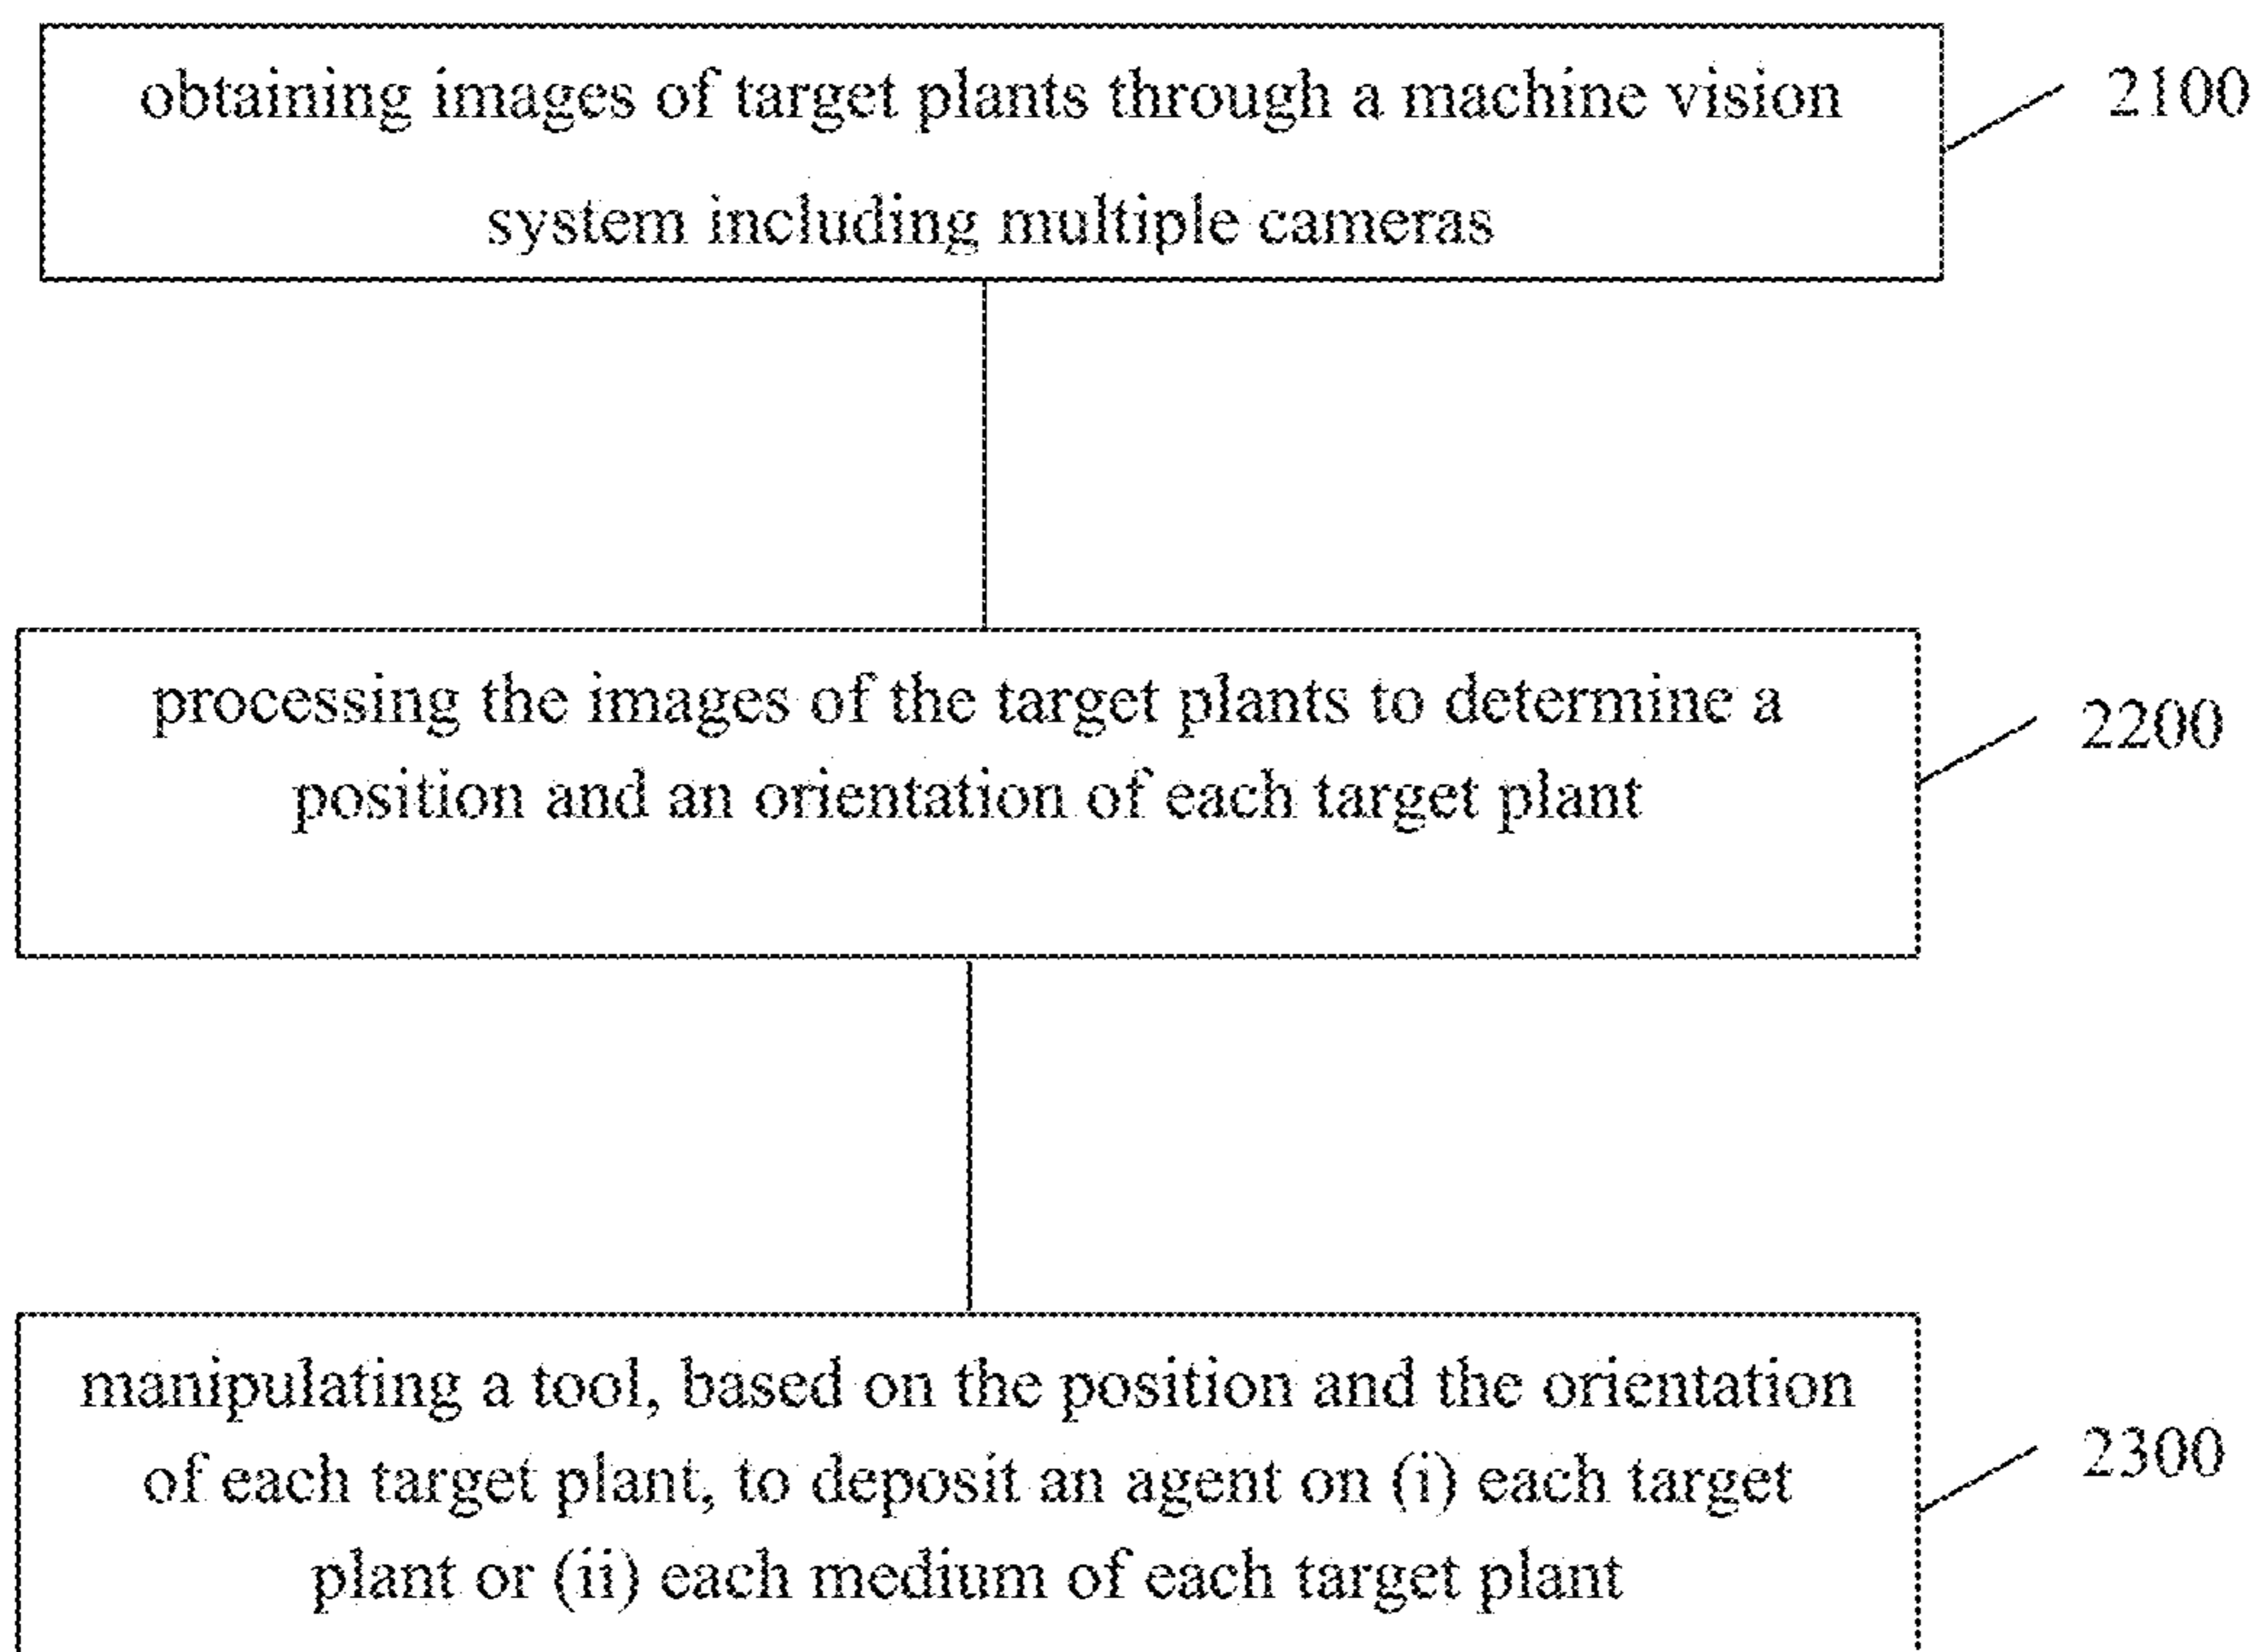 obtaining images of target plants through a machine vision
system including multiple cameras
2100
processing the images of the target plants to determine a
position and an orientation of each target plant
2200
manipulating a tool, based on the position and the orientation
of each target plant, to deposit an agent on (i) each target
plant or (ii) each medium of each target plant
2300